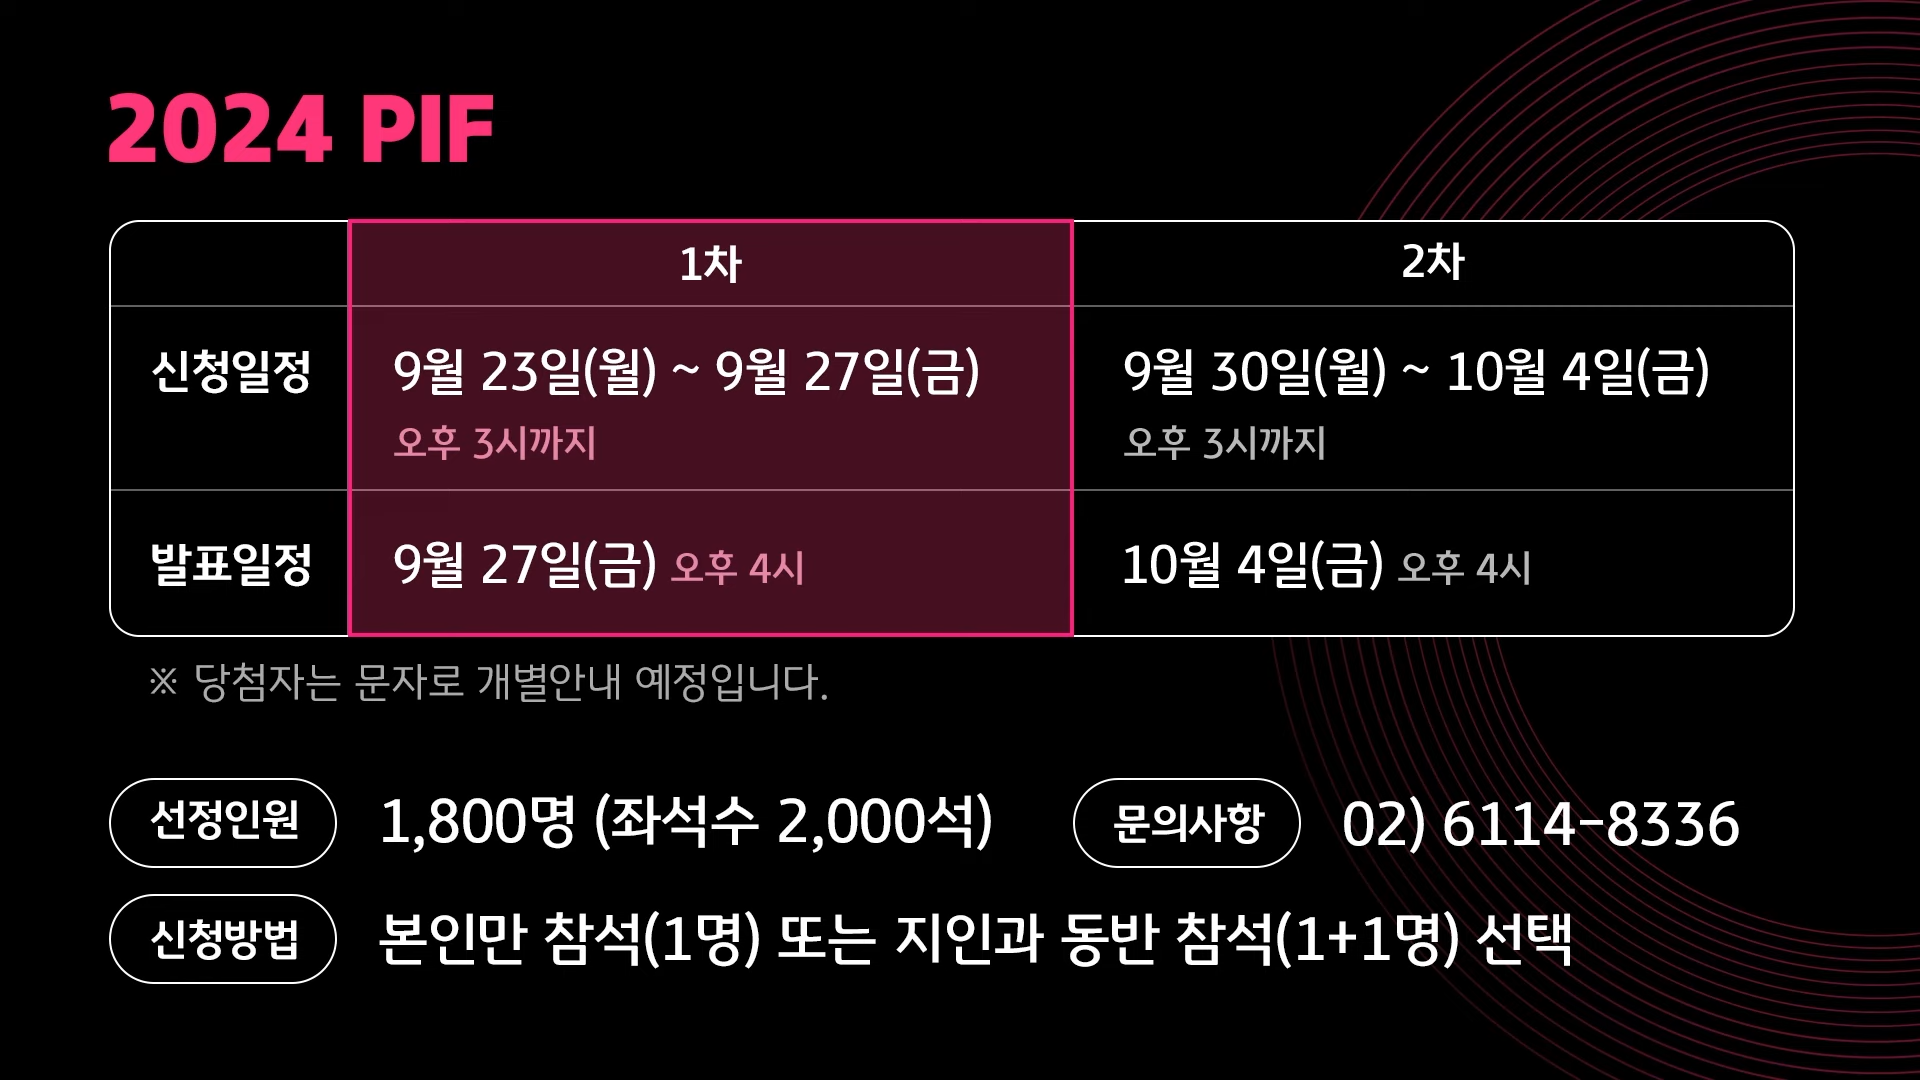 2024 PIF
1차 2차
신청일정 9월 23일(월) ~ 9월 27일(금) 9월 30일(월) ~ 10월 4일(금)
오후 3시까지 오후 3시까지
발표일정 9월 27일(금) 오후 4시 10월 4일(금) 오후 4시
※ 당첨자는 문자로 개별안내 예정입니다.
선정인원 1,800명 (좌석수 2,000석) 문의사항 02) 6114-8336
신청방법 본인만 참석(1명) 또는 지인과 동반 참석(1+1명) 선택